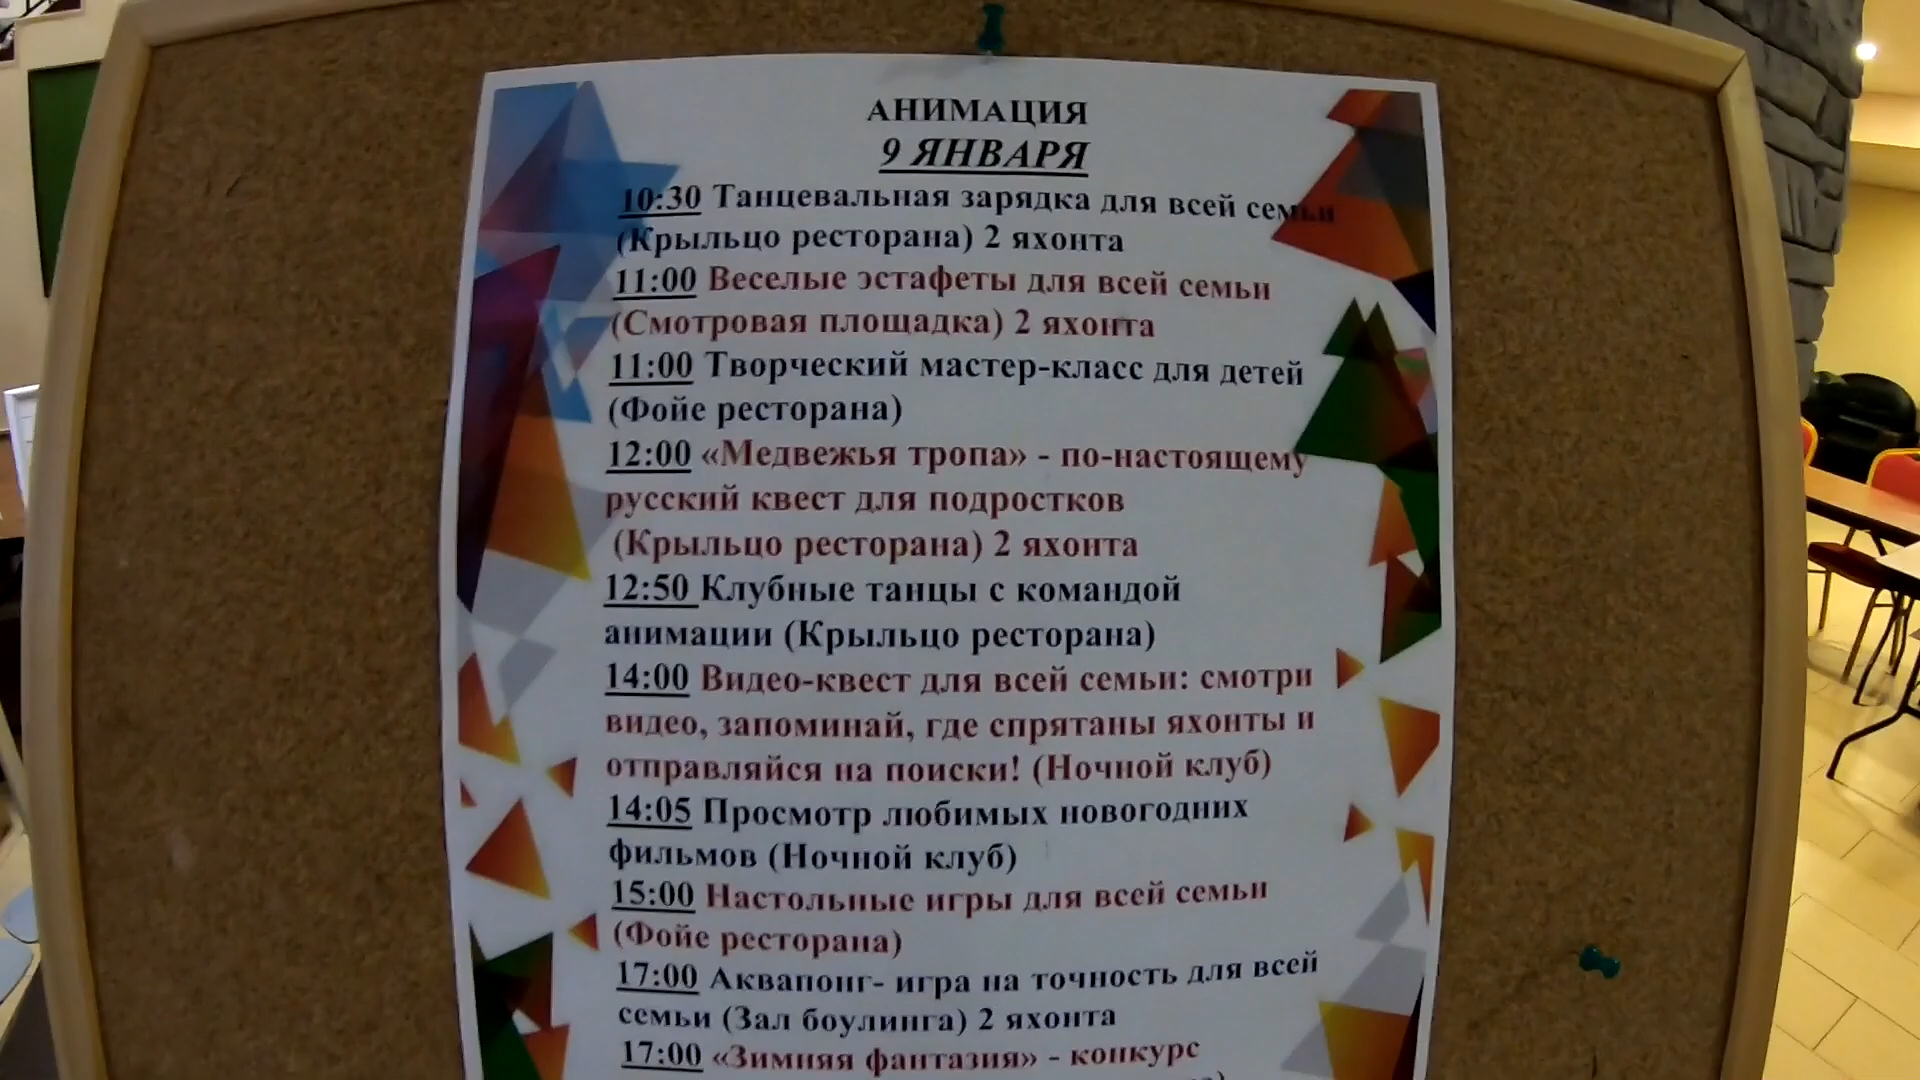 АНИМАЦИЯ
9 ЯНВАРЯ
10:30 Танцевальная зарядка для всей семьи
(Крыльцо ресторана) 2 яхонта
11:00 Веселые эстафеты для всей семьи
(Смотровая площадка) 2 яхонта
11:00 Творческий мастер-класс для детей
(Фойе ресторана)
12:00 «Медвежья тропа» - по-настоящему
русский квест для подростков
(Крыльцо ресторана) 2 яхонта
12:50 Клубные танцы с командой
анимации (Крыльцо ресторана)
14:00 Видео-квест для всей семьи: смотри
видео, запоминай, где спрятаны яхонты и
отправляйся на поиски! (Ночной клуб)
14:05 Просмотр любимых новогодних
фильмов (Ночной клуб)
15:00 Настольные игры для всей семьи
(Фойе ресторана)
17:00 Аквапонг- игра на точность для всей
семьи (Зал боулинга) 2 яхонта
17:00 «Зимняя фантазия» - конкурс